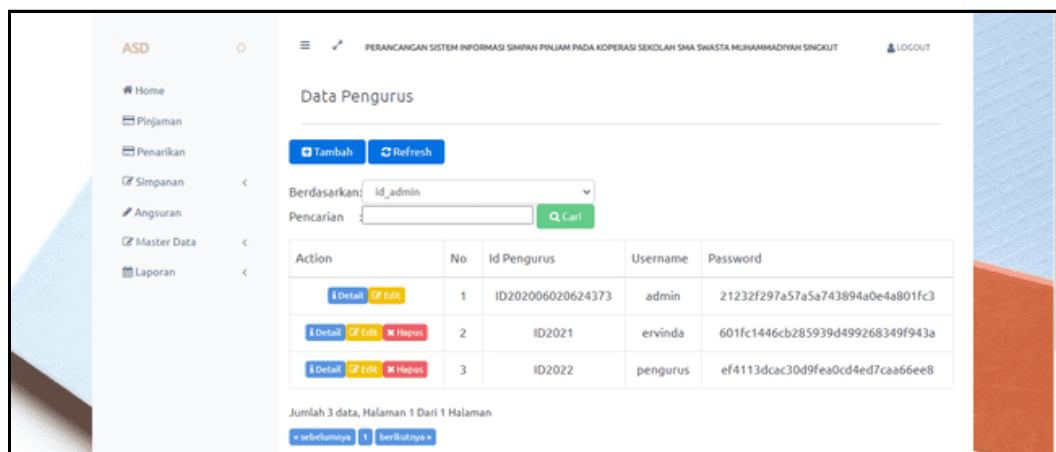 ASD
PERANCANGAN SISTEM INFORMASI SIMPAN PINJAM PADA KOPERASI SEKOLAH SMA SWASTA MUHAMMADIYAH SINGKUT
LOGOUT
Home
Pinjaman
Penarikan
Simpanan
Angsuran
Master Data
Laporan
Data Pengurus
Tambah Refresh
Berdasarkan: id_admin
Pencarian : Cari
Action No Id Pengurus Username Password
Detail Edit 1 ID202006020624373 admin 21232f297a57a5a743894a0e4a801fc3
Detail Edit Hapus 2 ID2021 ervinda 601fc1446cb285939d499268349f943a
Detail Edit Hapus 3 ID2022 pengurus ef4113dcac30d9fea0cd4ed7caa66ee8
Jumlah 3 data, Halaman 1 Dari 1 Halaman
« sebelumnya 1 berikutnya »